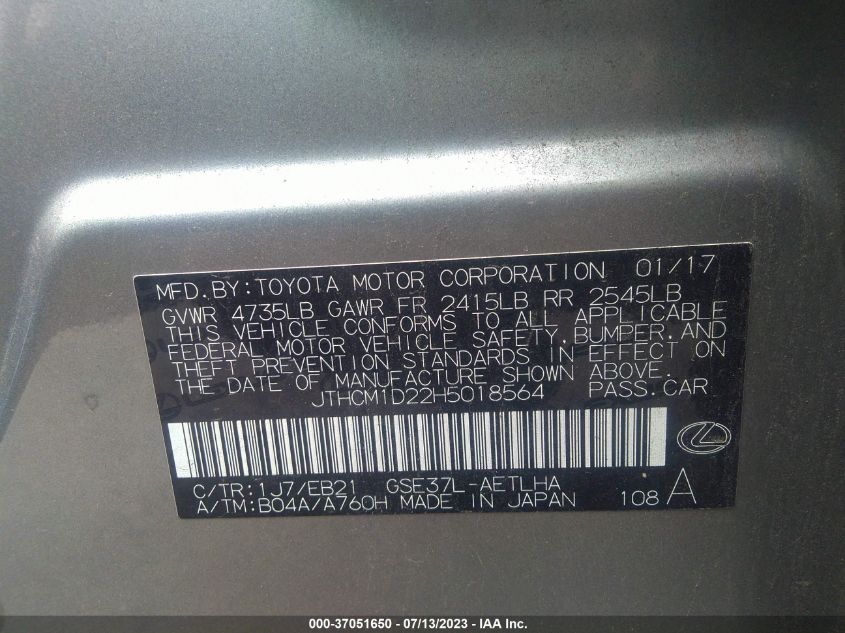 MFD. BY: TOYOTA MOTOR CORPORATION 01/17
GVWR 4735LB GAWR FR 2415LB RR 2545LB
THIS VEHICLE CONFORMS TO ALL APPLICABLE
FEDERAL MOTOR VEHICLE SAFETY, BUMPER, AND
THEFT PREVENTION STANDARDS IN EFFECT ON
THE DATE OF MANUFACTURE SHOWN ABOVE.
JTHCM1D22H5018564 PASS. CAR
C/TR: 1J7/EB21 GSE37L-AETLHA
A/TM: B04A/A760H MADE IN JAPAN 108 A
000-37051650 - 07/13/2023 - IAA Inc.